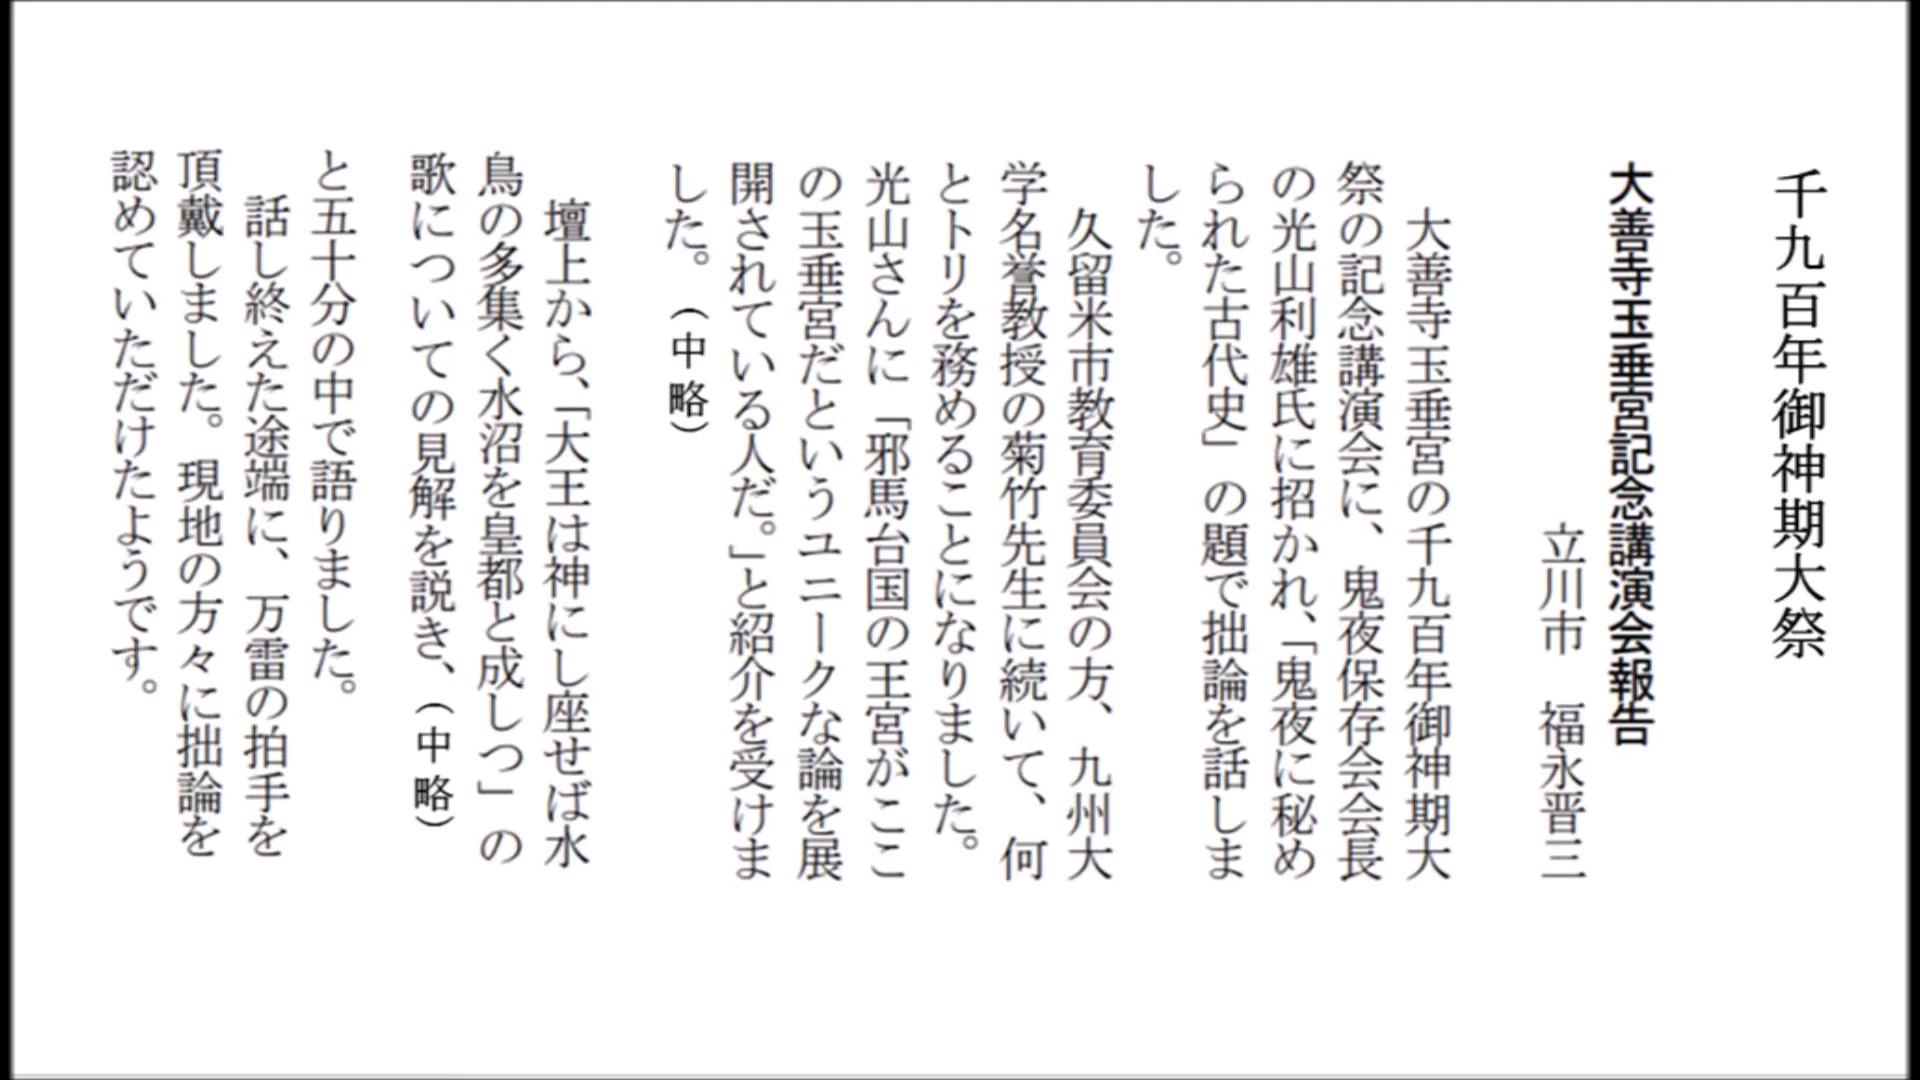 千九百年御神期大祭
大善寺玉垂宮記念講演会報告
立川市　福永晋三
大善寺玉垂宮の千九百年御神期大
祭の記念講演会に、鬼夜保存会会長
の光山利雄氏に招かれ、「鬼夜に秘め
られた古代史」の題で拙論を話しま
した。
久留米市教育委員会の方、九州大
学名誉教授の菊竹先生に続いて、何
とトリを務めることになりました。
光山さんに「邪馬台国の王宮がここ
の玉垂宮だというユニークな論を展
開されている人だ。」と紹介を受けま
した。（中略）
壇上から、「大王は神にし座せば水
鳥の多集く水沼を皇都と成しつ」の
歌についての見解を説き、（中略）
と五十分の中で語りました。
話し終えた途端に、万雷の拍手を
頂戴しました。現地の方々に拙論を
認めていただけたようです。